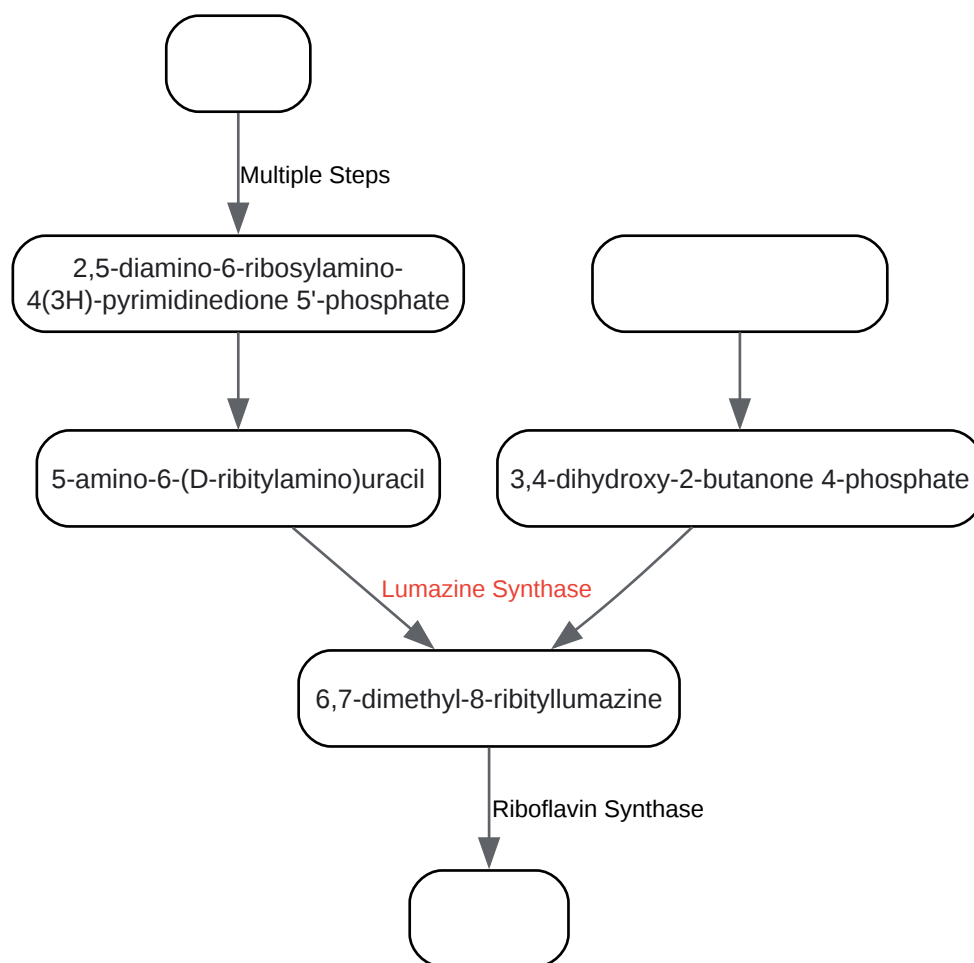 Multiple Steps
2,5-diamino-6-ribosylamino-
4(3H)-pyrimidinedione 5'-phosphate
5-amino-6-(D-ribitylamino)uracil
3,4-dihydroxy-2-butanone 4-phosphate
Lumazine Synthase
6,7-dimethyl-8-ribityllumazine
Riboflavin Synthase